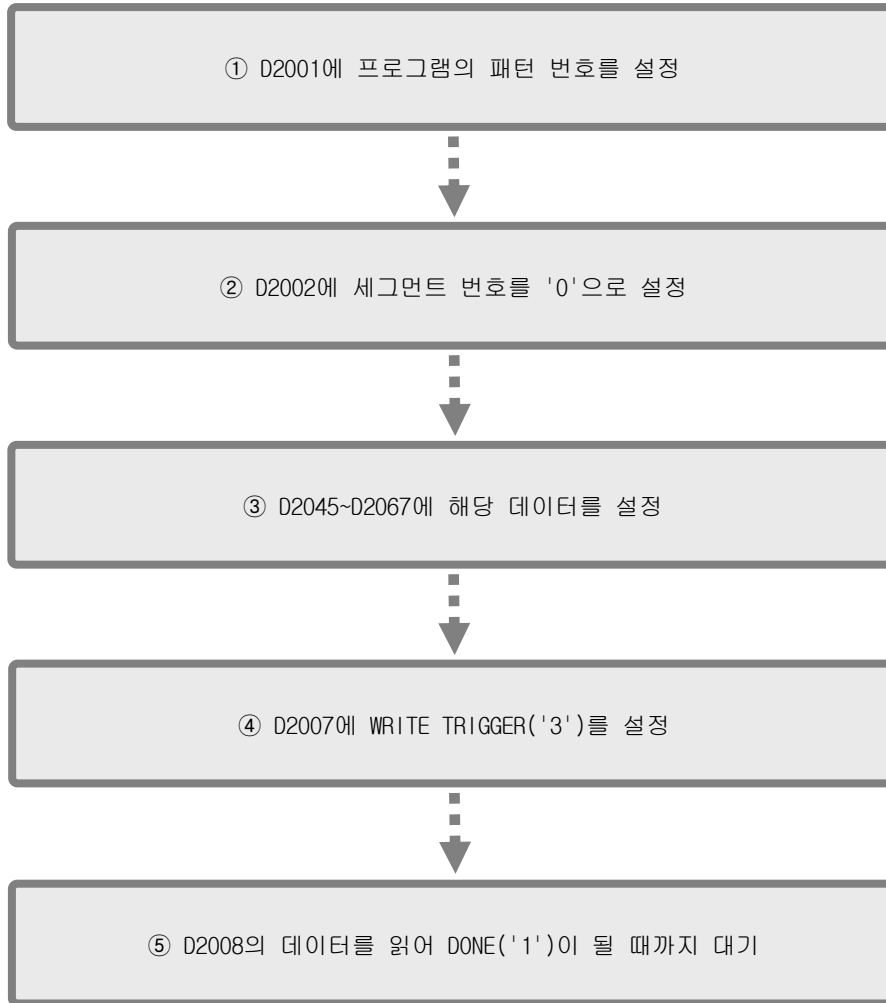 ① D2001에 프로그램의 패턴 번호를 설정
② D2002에 세그먼트 번호를 '0'으로 설정
③ D2045~D2067에 해당 데이터를 설정
④ D2007에 WRITE TRIGGER('3')를 설정
⑤ D2008의 데이터를 읽어 DONE('1')이 될 때까지 대기